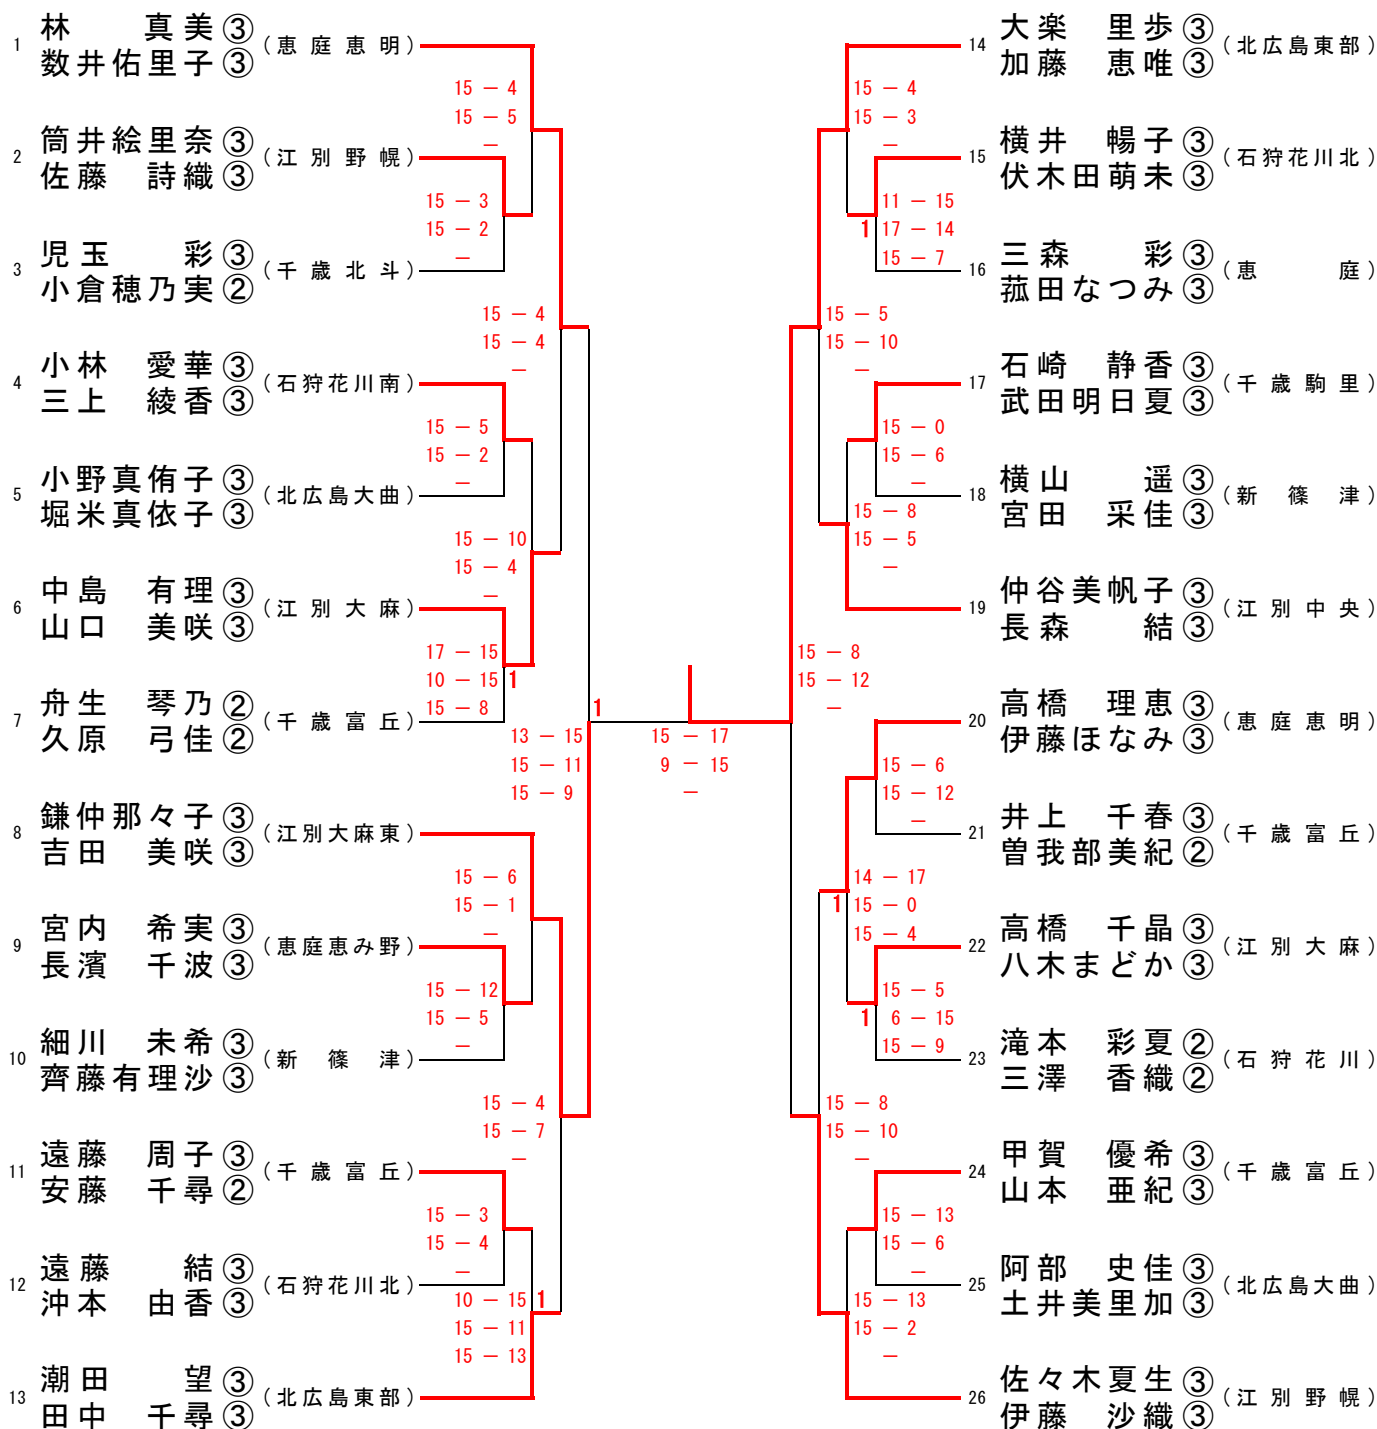 1 林　真美③ (恵庭恵明)
数井佑里子③
15 － 4
15 － 5
－
2 筒井絵里奈③ (江別野幌)
佐藤　詩織③
15 － 3
15 － 2
－
3 児玉　彩③ (千歳北斗)
小倉穂乃実②
15 － 4
15 － 4
－
4 小林　愛華③ (石狩花川南)
三上　綾香③
15 － 5
15 － 2
－
5 小野真侑子③ (北広島大曲)
堀米真依子③
15 － 10
15 － 4
－
6 中島　有理③ (江別大麻)
山口　美咲③
17 － 15
10 － 15 1
15 － 8
7 舟生　琴乃② (千歳富丘)
久原　弓佳②
1
13 － 15
15 － 11
15 － 9
8 鎌仲那々子③ (江別大麻東)
吉田　美咲③
15 － 6
15 － 1
－
9 宮内　希実③ (恵庭恵み野)
長濱　千波③
15 － 12
15 － 5
－
10 細川　未希③ (新篠津)
齊藤有理沙③
15 － 4
15 － 7
－
11 遠藤　周子③ (千歳富丘)
安藤　千尋②
15 － 3
15 － 4
－
12 遠藤　結③ (石狩花川北)
沖本　由香③
10 － 15 1
15 － 11
15 － 13
13 潮田　望③ (北広島東部)
田中　千尋③
15 － 17
9 － 15
－
14 大楽　里歩③ (北広島東部)
加藤　恵唯③
15 － 4
15 － 3
－
15 横井　暢子③ (石狩花川北)
伏木田萌未③
11 － 15
1 17 － 14
15 － 7
16 三森　彩③ (恵庭)
菰田なつみ③
15 － 5
15 － 10
－
17 石崎　静香③ (千歳駒里)
武田明日夏③
15 － 0
15 － 6
－
18 横山　遥③ (新篠津)
宮田　采佳③
15 － 8
15 － 5
－
19 仲谷美帆子③ (江別中央)
長森　結③
15 － 8
15 － 12
－
20 高橋　理恵③ (恵庭恵明)
伊藤ほなみ③
15 － 6
15 － 12
－
21 井上　千春③ (千歳富丘)
曽我部美紀②
14 － 17
1 15 － 0
15 － 4
22 高橋　千晶③ (江別大麻)
八木まどか③
15 － 5
1 6 － 15
15 － 9
23 滝本　彩夏② (石狩花川)
三澤　香織②
15 － 8
15 － 10
－
24 甲賀　優希③ (千歳富丘)
山本　亜紀③
15 － 13
15 － 6
－
25 阿部　史佳③ (北広島大曲)
土井美里加③
15 － 13
15 － 2
－
26 佐々木夏生③ (江別野幌)
伊藤　沙織③